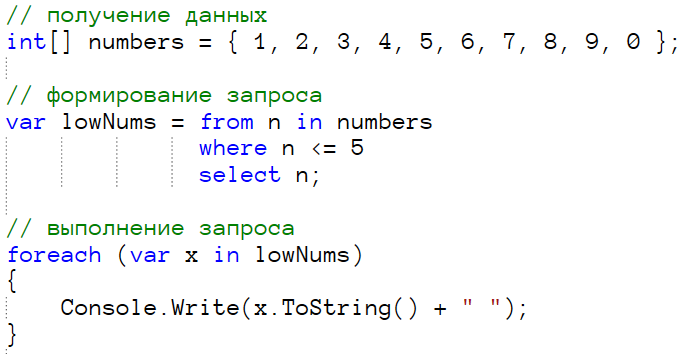 // получение данных
int[] numbers = { 1, 2, 3, 4, 5, 6, 7, 8, 9, 0 };
// формирование запроса
var lowNums = from n in numbers
where n <= 5
select n;
// выполнение запроса
foreach (var x in lowNums)
{
Console.Write(x.ToString() + " ");
}